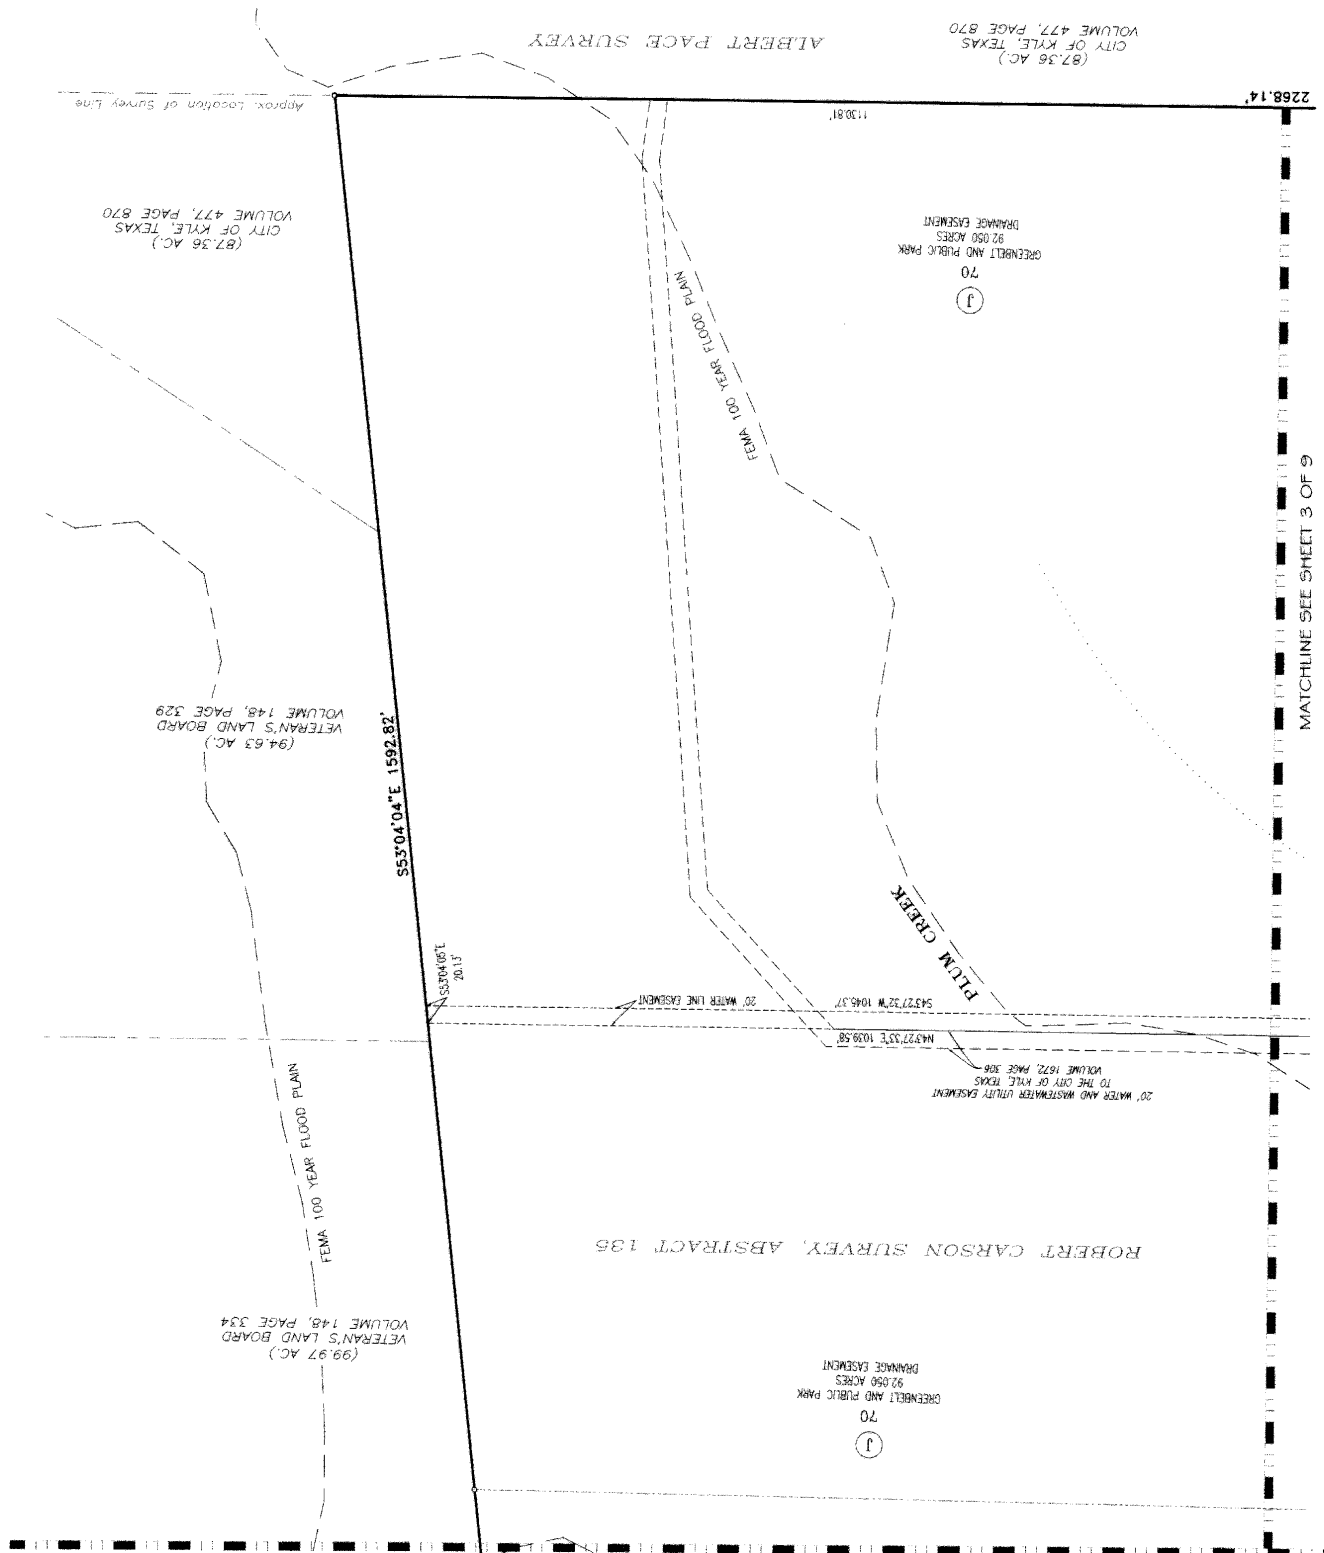 (87.36 AC.)
CITY OF KYLE, TEXAS
VOLUME 477, PAGE 870
ALBERT PACE SURVEY
Approx. Location of Survey Line
2268.14'
1130.81'
(87.36 AC.)
CITY OF KYLE, TEXAS
VOLUME 477, PAGE 870
J
70
GREENBELT AND PUBLIC PARK
92.050 ACRES
DRAINAGE EASEMENT
FEMA 100 YEAR FLOOD PLAIN
MATCHLINE SEE SHEET 3 OF 9
(94.63 AC.)
VETERAN'S LAND BOARD
VOLUME 148, PAGE 329
S53°04'04"E 1592.82'
PLUM CREEK
S53°04'05"E
20.13'
20' WATER LINE EASEMENT
S43°27'32"W 1046.37'
N43°27'33"E 1039.58'
20' WATER AND WASTEWATER UTILITY EASEMENT
TO THE CITY OF KYLE, TEXAS
VOLUME 1672, PAGE 306
FEMA 100 YEAR FLOOD PLAIN
ROBERT CARSON SURVEY, ABSTRACT 135
(99.97 AC.)
VETERAN'S LAND BOARD
VOLUME 148, PAGE 334
J
70
GREENBELT AND PUBLIC PARK
92.050 ACRES
DRAINAGE EASEMENT